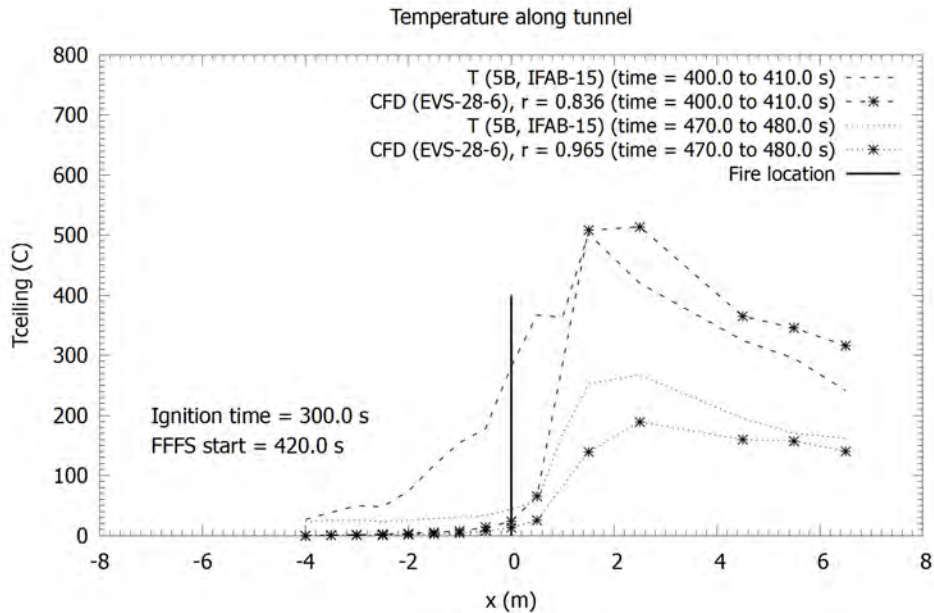 Temperature along tunnel
800
700
600
500
400
300
200
100
0
Tceiling (C)
T (5B, IFAB-15) (time = 400.0 to 410.0 s)
CFD (EVS-28-6), r = 0.836 (time = 400.0 to 410.0 s)
T (5B, IFAB-15) (time = 470.0 to 480.0 s)
CFD (EVS-28-6), r = 0.965 (time = 470.0 to 480.0 s)
Fire location
Ignition time = 300.0 s
FFFS start = 420.0 s
-8 -6 -4 -2 0 2 4 6 8
x (m)